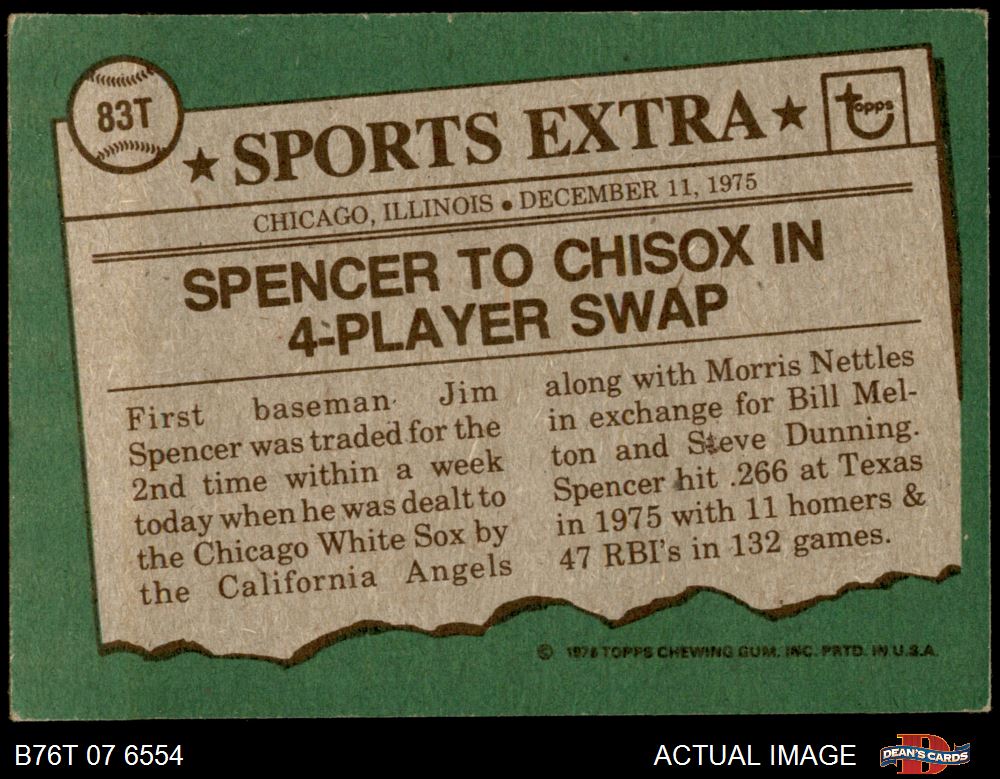 83T
★ SPORTS EXTRA ★
topps
CHICAGO, ILLINOIS • DECEMBER 11, 1975
SPENCER TO CHISOX IN
4-PLAYER SWAP
First baseman Jim
Spencer was traded for the
2nd time within a week
today when he was dealt to
the Chicago White Sox by
the California Angels
along with Morris Nettles
in exchange for Bill Mel-
ton and Steve Dunning.
Spencer hit .266 at Texas
in 1975 with 11 homers &
47 RBI's in 132 games.
© 1976 TOPPS CHEWING GUM, INC. PRTD. IN U.S.A.
B76T 07 6554
ACTUAL IMAGE
DEAN'S CARDS